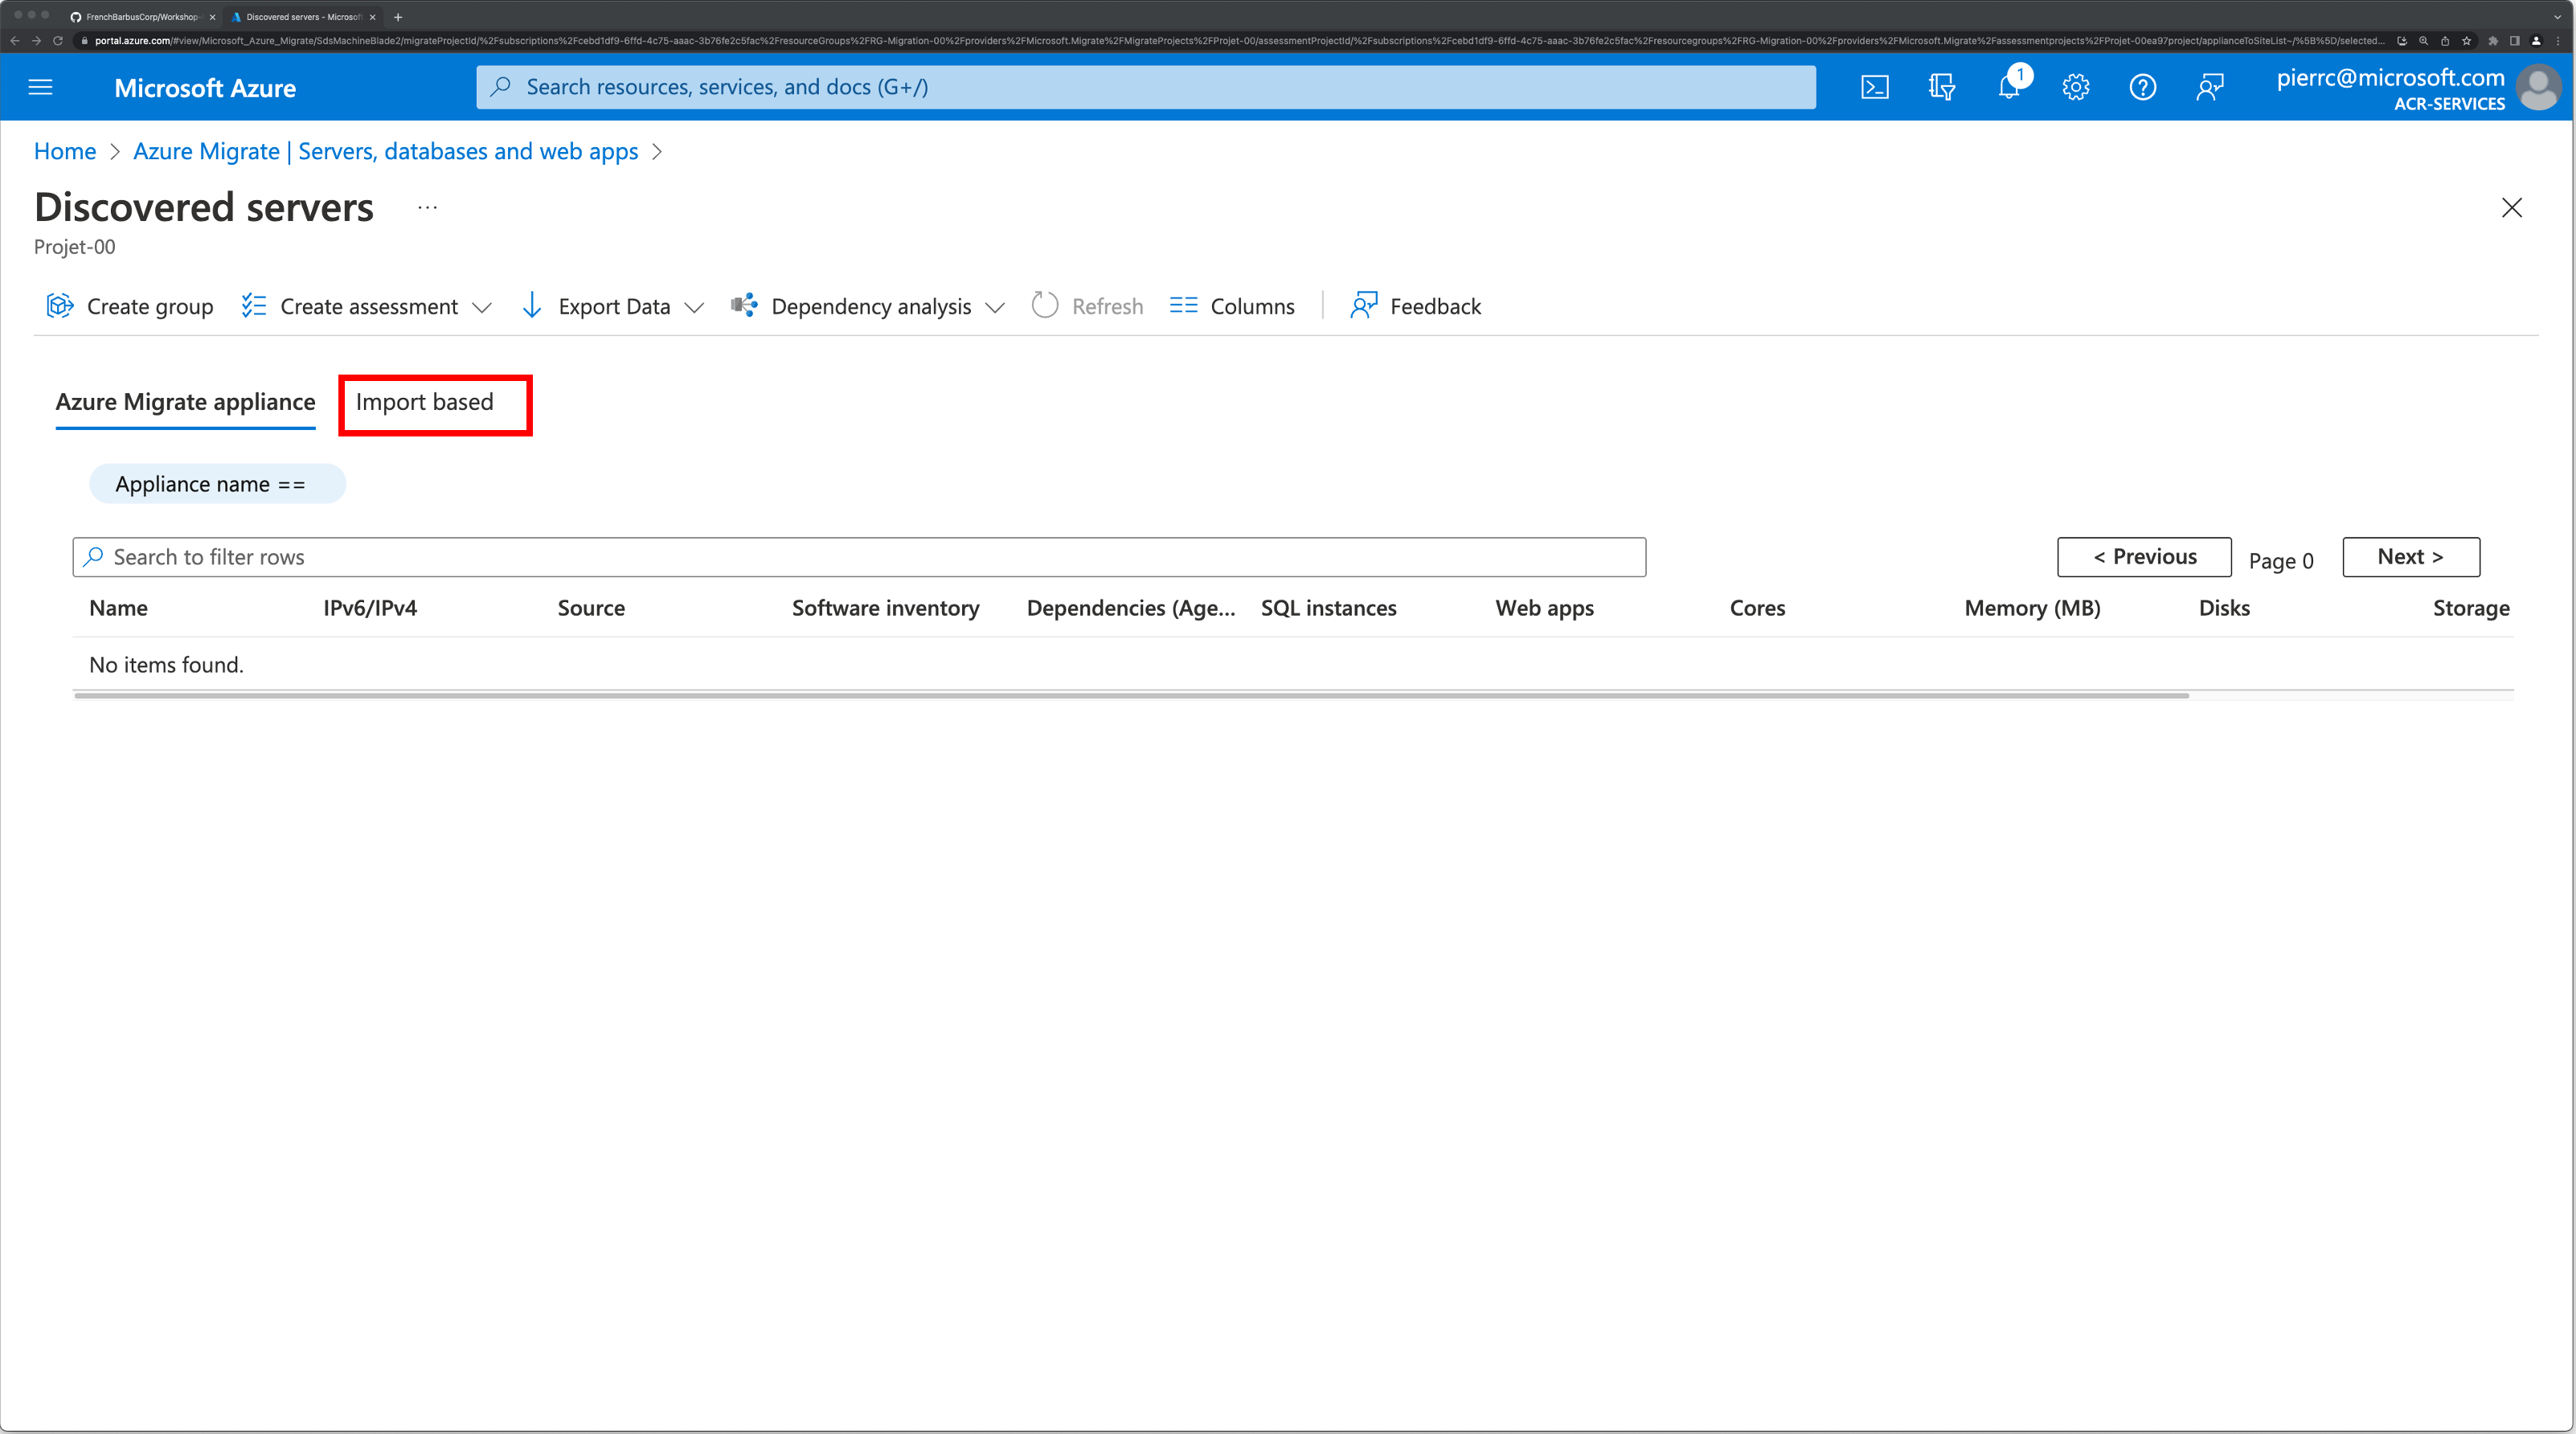 FrenchBarbusCorp/Workshop-
Discovered servers - Microsoft
portal.azure.com/#view/Microsoft_Azure_Migrate/SdsMachineBlade2/migrateProjectId/%2Fsubscriptions%2Fcebd1df9-6ffd-4c75-aaac-3b76fe2c5fac%2FresourceGroups%2FRG-Migration-00%2Fproviders%2FMicrosoft.Migrate%2FMigrateProjects%2FProjet-00/assessmentProjectId/%2Fsubscriptions%2Fcebd1df9-6ffd-4c75-aaac-3b76fe2c5fac%2Fresourcegroups%2FRG-Migration-00%2Fproviders%2FMicrosoft.Migrate%2Fassessmentprojects%2FProjet-00ea97project/applianceToSiteList~/%5B%5D/selected...
Microsoft Azure
Search resources, services, and docs (G+/)
1
pierrc@microsoft.com
ACR-SERVICES
Home > Azure Migrate | Servers, databases and web apps >
Discovered servers ...
Projet-00
Create group Create assessment Export Data Dependency analysis Refresh Columns Feedback
Azure Migrate appliance Import based
Appliance name ==
Search to filter rows
< Previous Page 0 Next >
Name IPv6/IPv4 Source Software inventory Dependencies (Age... SQL instances Web apps Cores Memory (MB) Disks Storage
No items found.